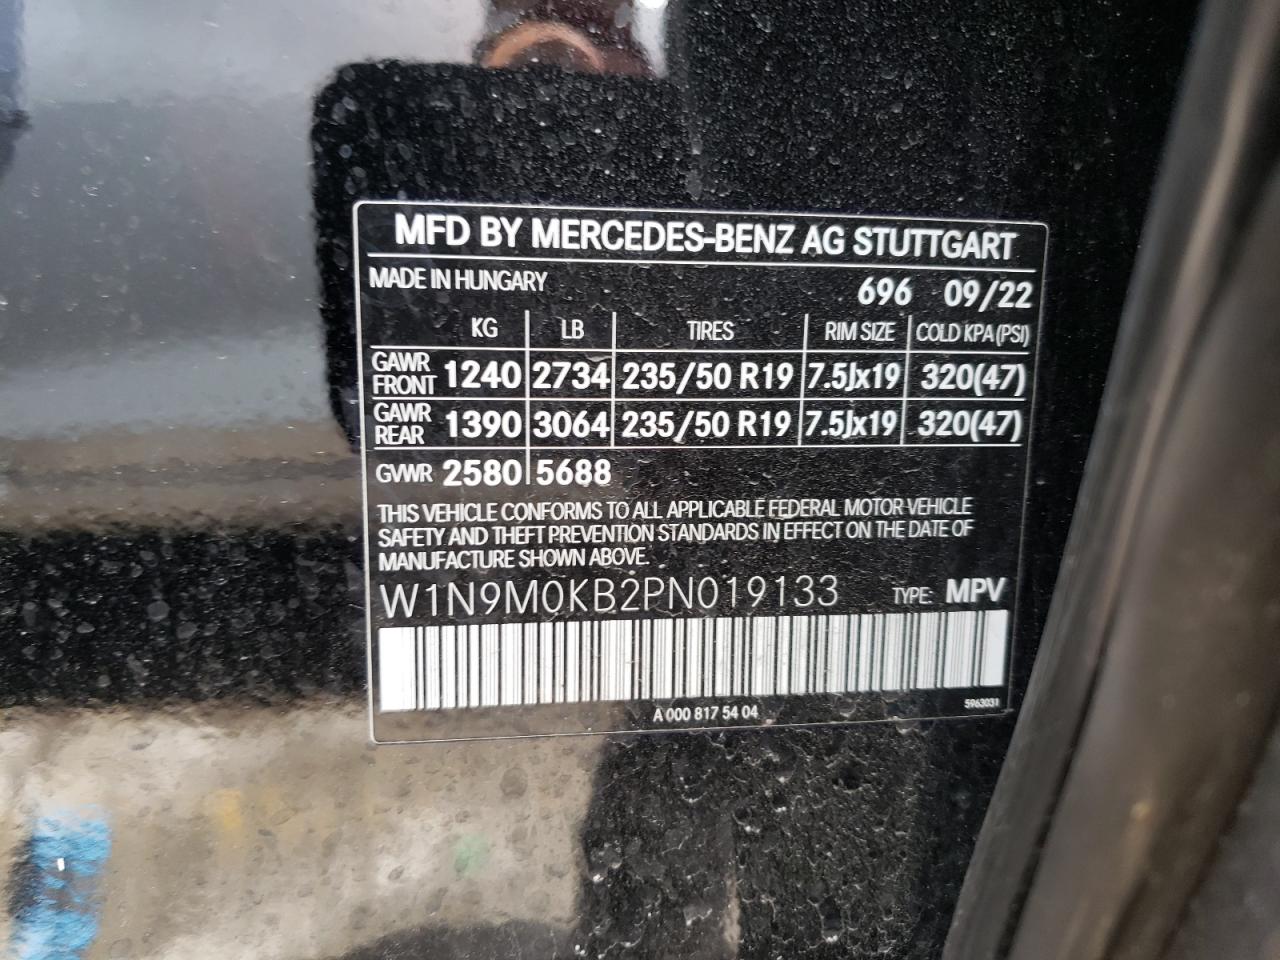 MFD BY MERCEDES-BENZ AG STUTTGART
MADE IN HUNGARY 696 09/22
KG LB TIRES RIM SIZE COLD KPA (PSI)
GAWR FRONT 1240 2734 235/50 R19 7.5Jx19 320(47)
GAWR REAR 1390 3064 235/50 R19 7.5Jx19 320(47)
GVWR 2580 5688
THIS VEHICLE CONFORMS TO ALL APPLICABLE FEDERAL MOTOR VEHICLE
SAFETY AND THEFT PREVENTION STANDARDS IN EFFECT ON THE DATE OF
MANUFACTURE SHOWN ABOVE.
W1N9M0KB2PN019133 TYPE: MPV
A 000 817 54 04 5963031